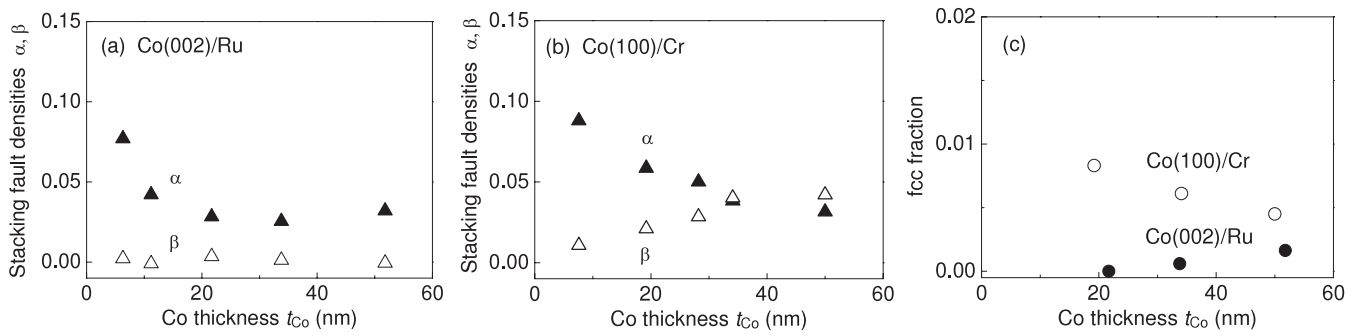 Stacking fault densities α, β
0.15
0.10
0.05
0.00
(a) Co(002)/Ru
α
β
0 20 40 60
Co thickness tCo (nm)
Stacking fault densities α, β
0.15
0.10
0.05
0.00
(b) Co(100)/Cr
α
β
0 20 40 60
Co thickness tCo (nm)
fcc fraction
0.02
0.01
0.00
(c)
Co(100)/Cr
Co(002)/Ru
0 20 40 60
Co thickness tCo (nm)